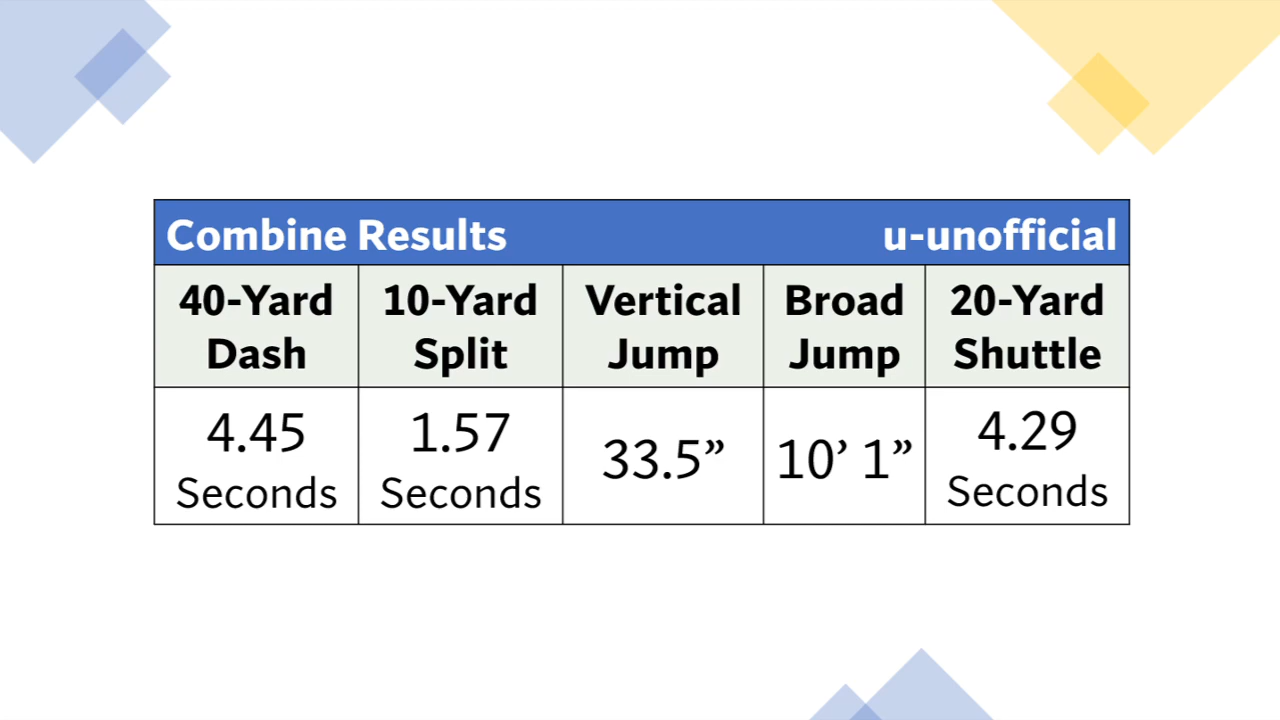 Combine Results u-unofficial
40-Yard Dash 10-Yard Split Vertical Jump Broad Jump 20-Yard Shuttle
4.45 Seconds 1.57 Seconds 33.5” 10’ 1” 4.29 Seconds